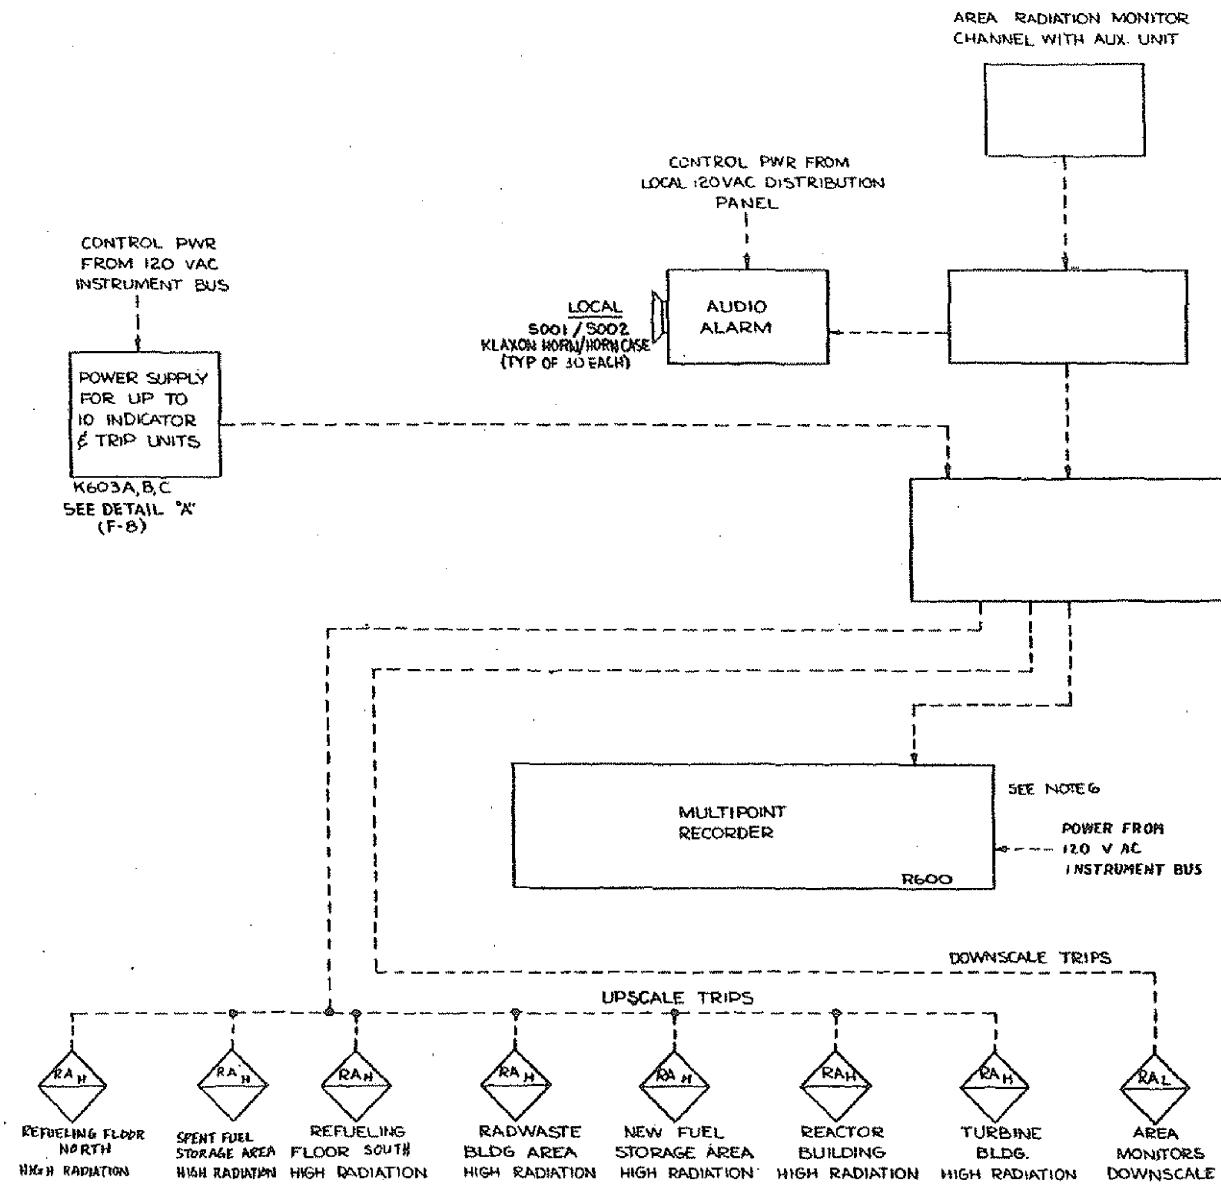 AREA RADIATION MONITOR
CHANNEL WITH AUX. UNIT
CONTROL PWR FROM
LOCAL 120VAC DISTRIBUTION
PANEL
CONTROL PWR
FROM 120 VAC
INSTRUMENT BUS
LOCAL
S001/S002
KLAXON HORN/HORN CASE
(TYP OF 30 EACH)
AUDIO
ALARM
POWER SUPPLY
FOR UP TO
10 INDICATOR
& TRIP UNITS
K603A,B,C
SEE DETAIL "A"
(F-8)
MULTIPOINT
RECORDER
R600
SEE NOTE 6
POWER FROM
120 V AC
INSTRUMENT BUS
DOWNSCALE TRIPS
UPSCALE TRIPS
RAH
RAH
RAH
RAH
RAH
RAH
RAH
RAL
REFUELING FLOOR
NORTH
HIGH RADIATION
SPENT FUEL
STORAGE AREA
HIGH RADIATION
REFUELING
FLOOR SOUTH
HIGH RADIATION
RADWASTE
BLDG AREA
HIGH RADIATION
NEW FUEL
STORAGE AREA
HIGH RADIATION
REACTOR
BUILDING
HIGH RADIATION
TURBINE
BLDG.
HIGH RADIATION
AREA
MONITORS
DOWNSCALE